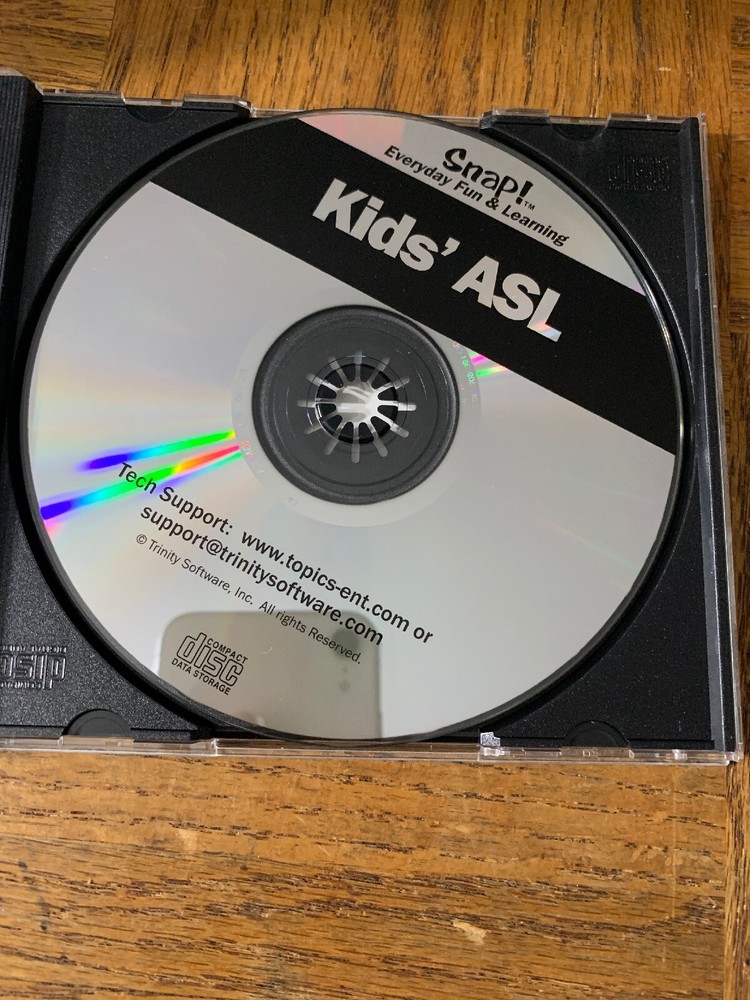 Snap!™
Everyday Fun & Learning
Kids' ASL
Tech Support: www.topics-ent.com or
support@trinitysoftware.com
© Trinity Software, Inc. All rights Reserved.
COMPACT
disc
DATA STORAGE